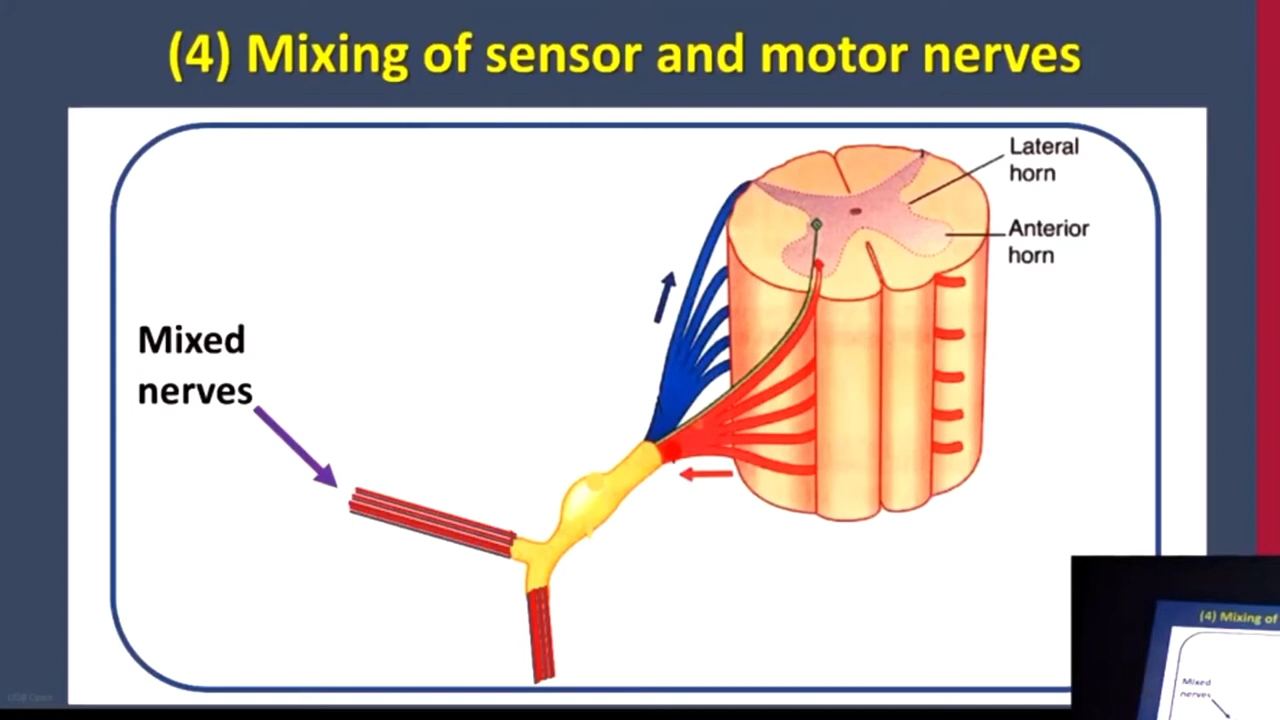 (4) Mixing of sensor and motor nerves
Lateral
horn
Anterior
horn
Mixed
nerves
(4) Mixing of
Mixed
nerves